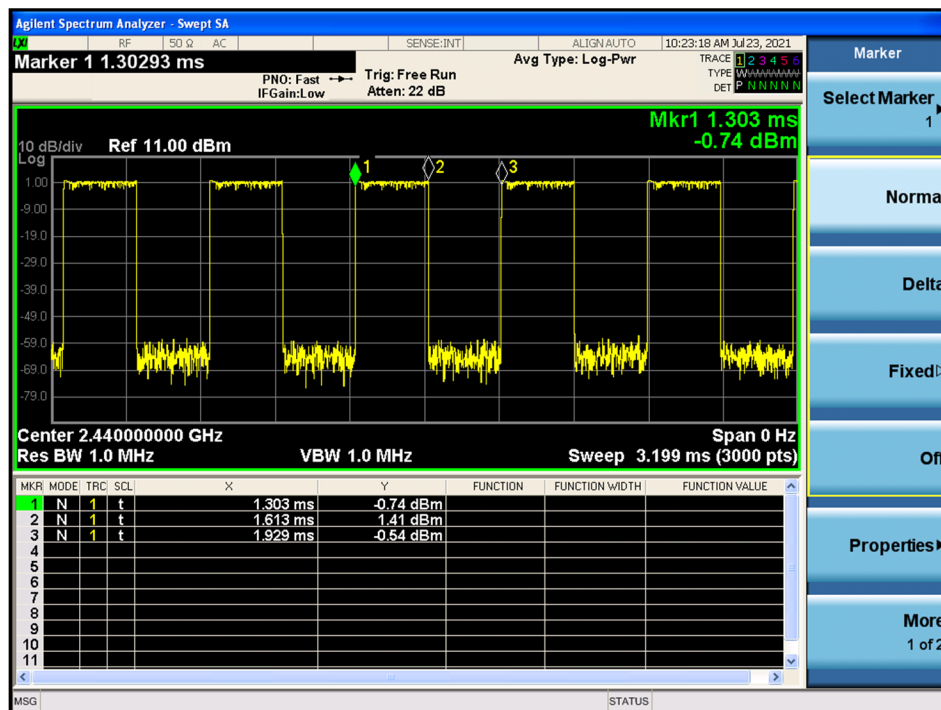 Agilent Spectrum Analyzer - Swept SA
LXI RF 50 Ω AC SENSE:INT ALIGN AUTO 10:23:18 AM Jul 23, 2021
Marker 1 1.30293 ms
PNO: Fast
IFGain:Low
Trig: Free Run
Atten: 22 dB
Avg Type: Log-Pwr
TRACE 1 2 3 4 5 6
TYPE W
DET P N N N N N
Mkr1 1.303 ms
-0.74 dBm
10 dB/div Ref 11.00 dBm
Log
1 2 3
1.00
-9.00
-19.0
-29.0
-39.0
-49.0
-59.0
-69.0
-79.0
Center 2.440000000 GHz Span 0 Hz
Res BW 1.0 MHz VBW 1.0 MHz Sweep 3.199 ms (3000 pts)
MKR MODE TRC SCL X Y FUNCTION FUNCTION WIDTH FUNCTION VALUE
1 N 1 t 1.303 ms -0.74 dBm
2 N 1 t 1.613 ms 1.41 dBm
3 N 1 t 1.929 ms -0.54 dBm
4
5
6
7
8
9
10
11
MSG STATUS
Marker
Select Marker
1
Norma
Delta
Fixed
Of
Properties
More
1 of 2